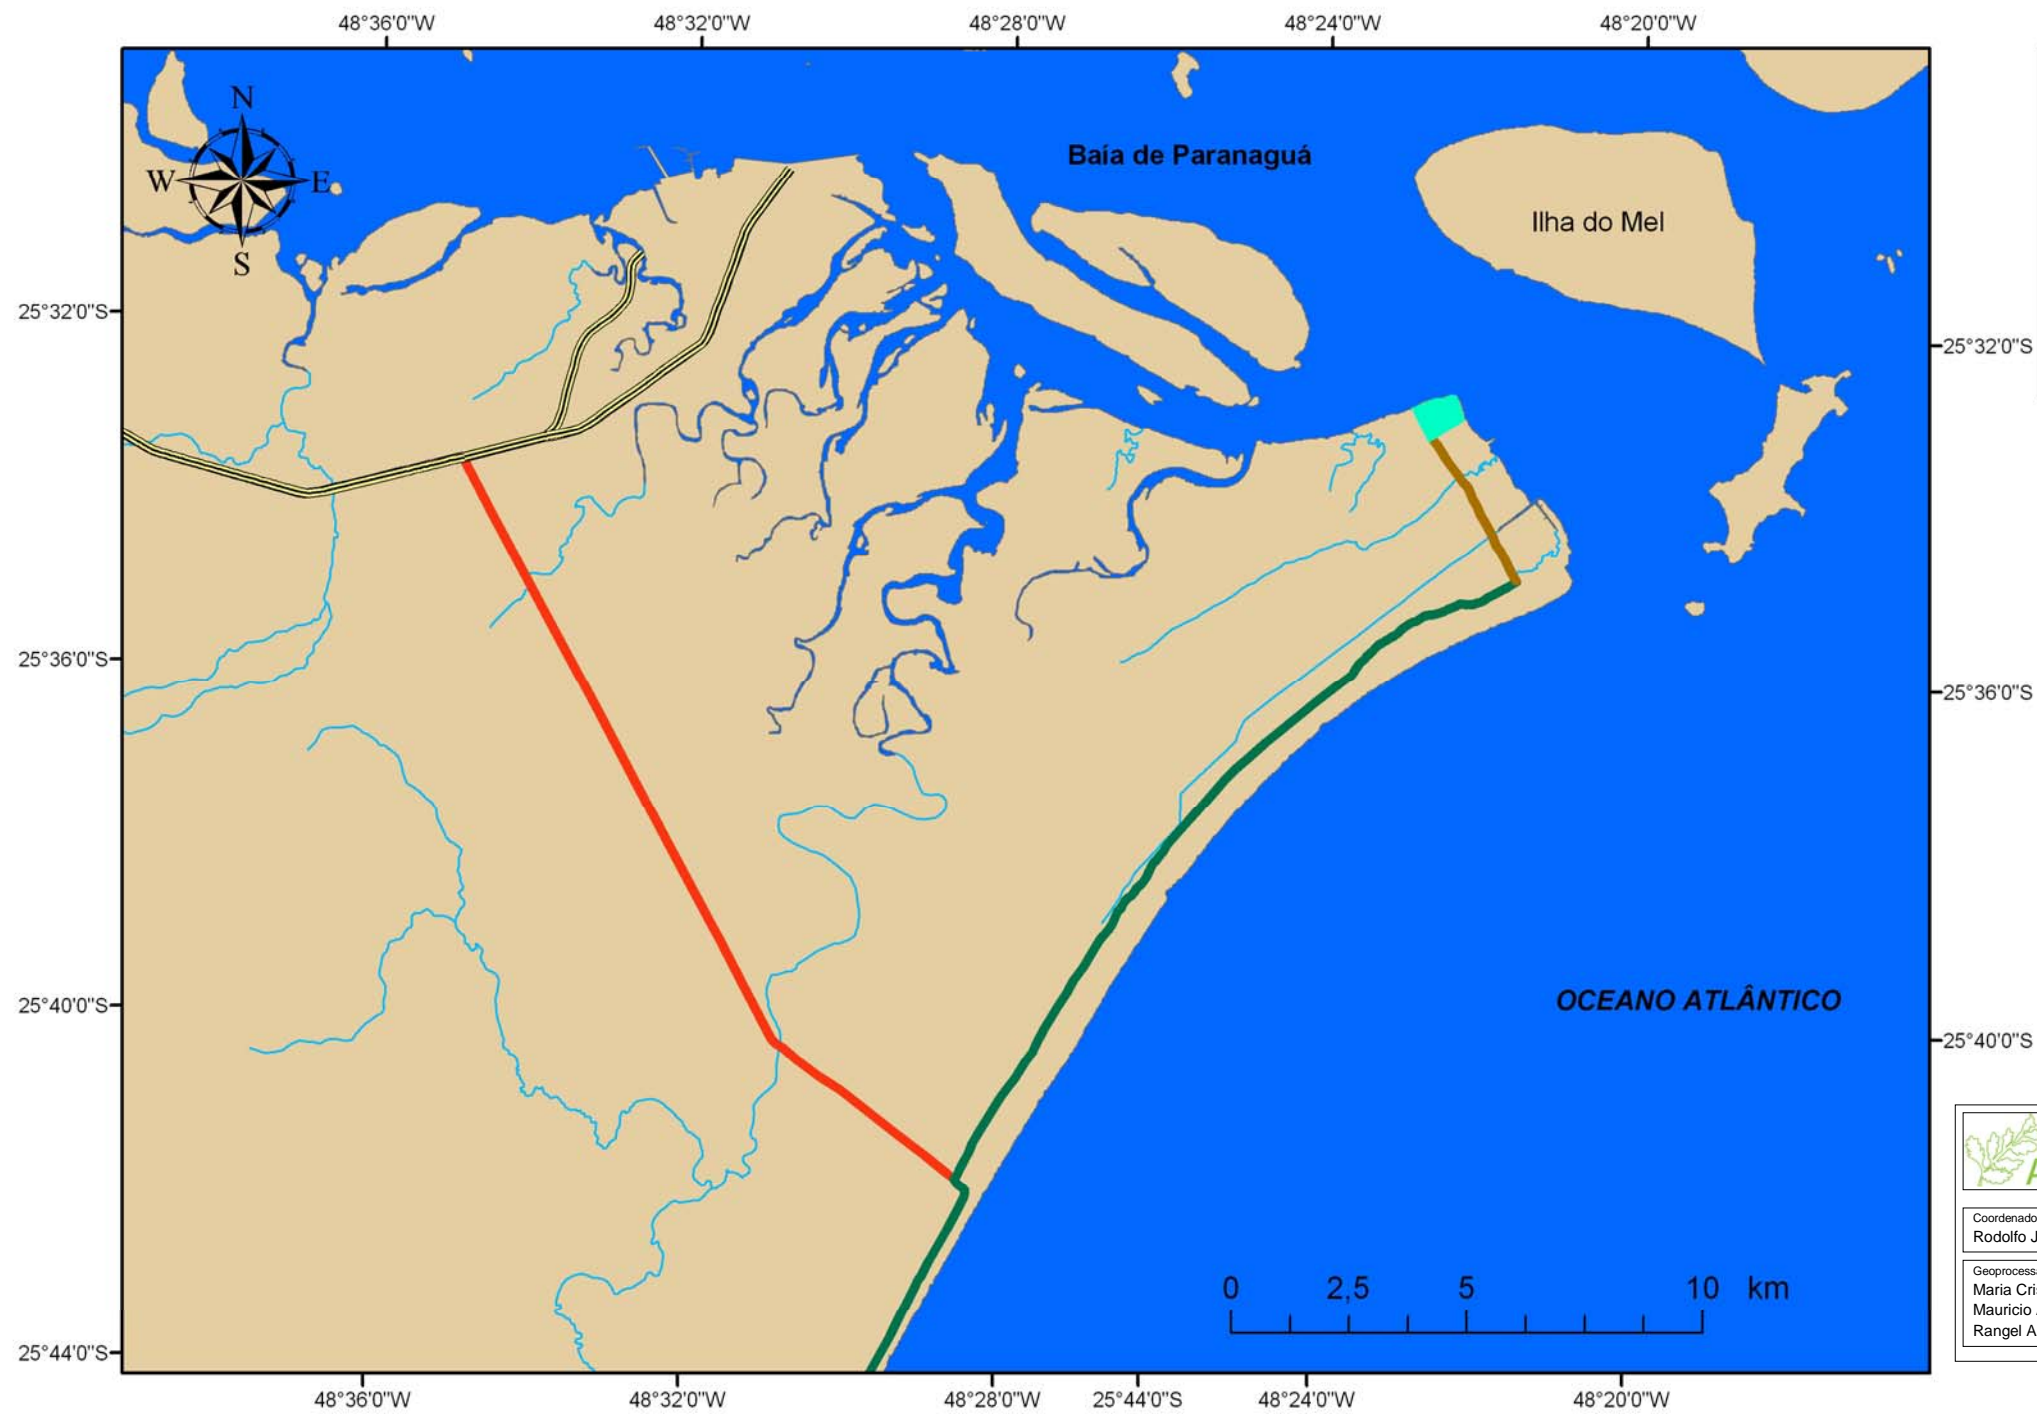 48°36'0"W 48°32'0"W 48°28'0"W 48°24'0"W 48°20'0"W
N
W E
S
Baía de Paranaguá
Ilha do Mel
25°32'0"S
25°32'0"S
25°36'0"S
25°36'0"S
OCEANO ATLÂNTICO
25°40'0"S
25°40'0"S
0 2,5 5 10 km
25°44'0"S
48°36'0"W 48°32'0"W 48°28'0"W 25°44'0"S 48°24'0"W 48°20'0"W
A
Coordenado
Rodolfo J
Geoprocessa
Maria Cris
Mauricio
Rangel A